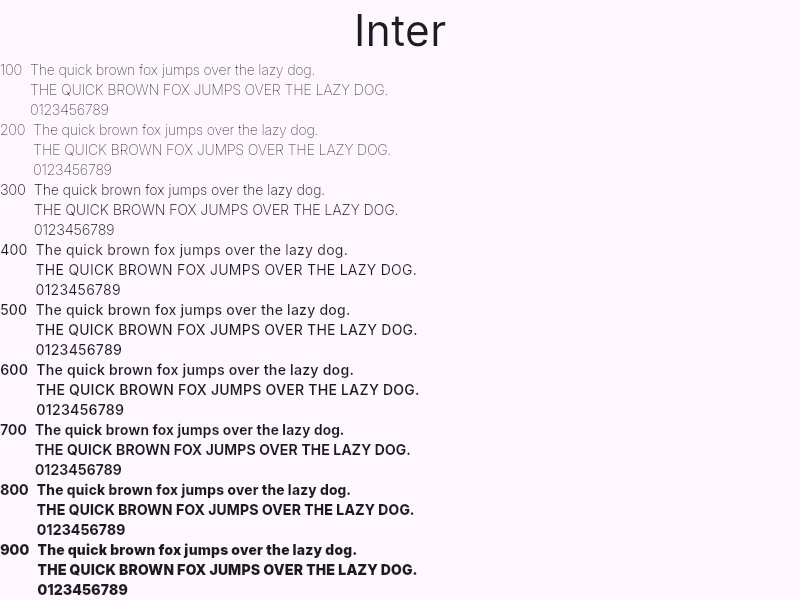 Inter
100 The quick brown fox jumps over the lazy dog.
THE QUICK BROWN FOX JUMPS OVER THE LAZY DOG.
0123456789
200 The quick brown fox jumps over the lazy dog.
THE QUICK BROWN FOX JUMPS OVER THE LAZY DOG.
0123456789
300 The quick brown fox jumps over the lazy dog.
THE QUICK BROWN FOX JUMPS OVER THE LAZY DOG.
0123456789
400 The quick brown fox jumps over the lazy dog.
THE QUICK BROWN FOX JUMPS OVER THE LAZY DOG.
0123456789
500 The quick brown fox jumps over the lazy dog.
THE QUICK BROWN FOX JUMPS OVER THE LAZY DOG.
0123456789
600 The quick brown fox jumps over the lazy dog.
THE QUICK BROWN FOX JUMPS OVER THE LAZY DOG.
0123456789
700 The quick brown fox jumps over the lazy dog.
THE QUICK BROWN FOX JUMPS OVER THE LAZY DOG.
0123456789
800 The quick brown fox jumps over the lazy dog.
THE QUICK BROWN FOX JUMPS OVER THE LAZY DOG.
0123456789
900 The quick brown fox jumps over the lazy dog.
THE QUICK BROWN FOX JUMPS OVER THE LAZY DOG.
0123456789